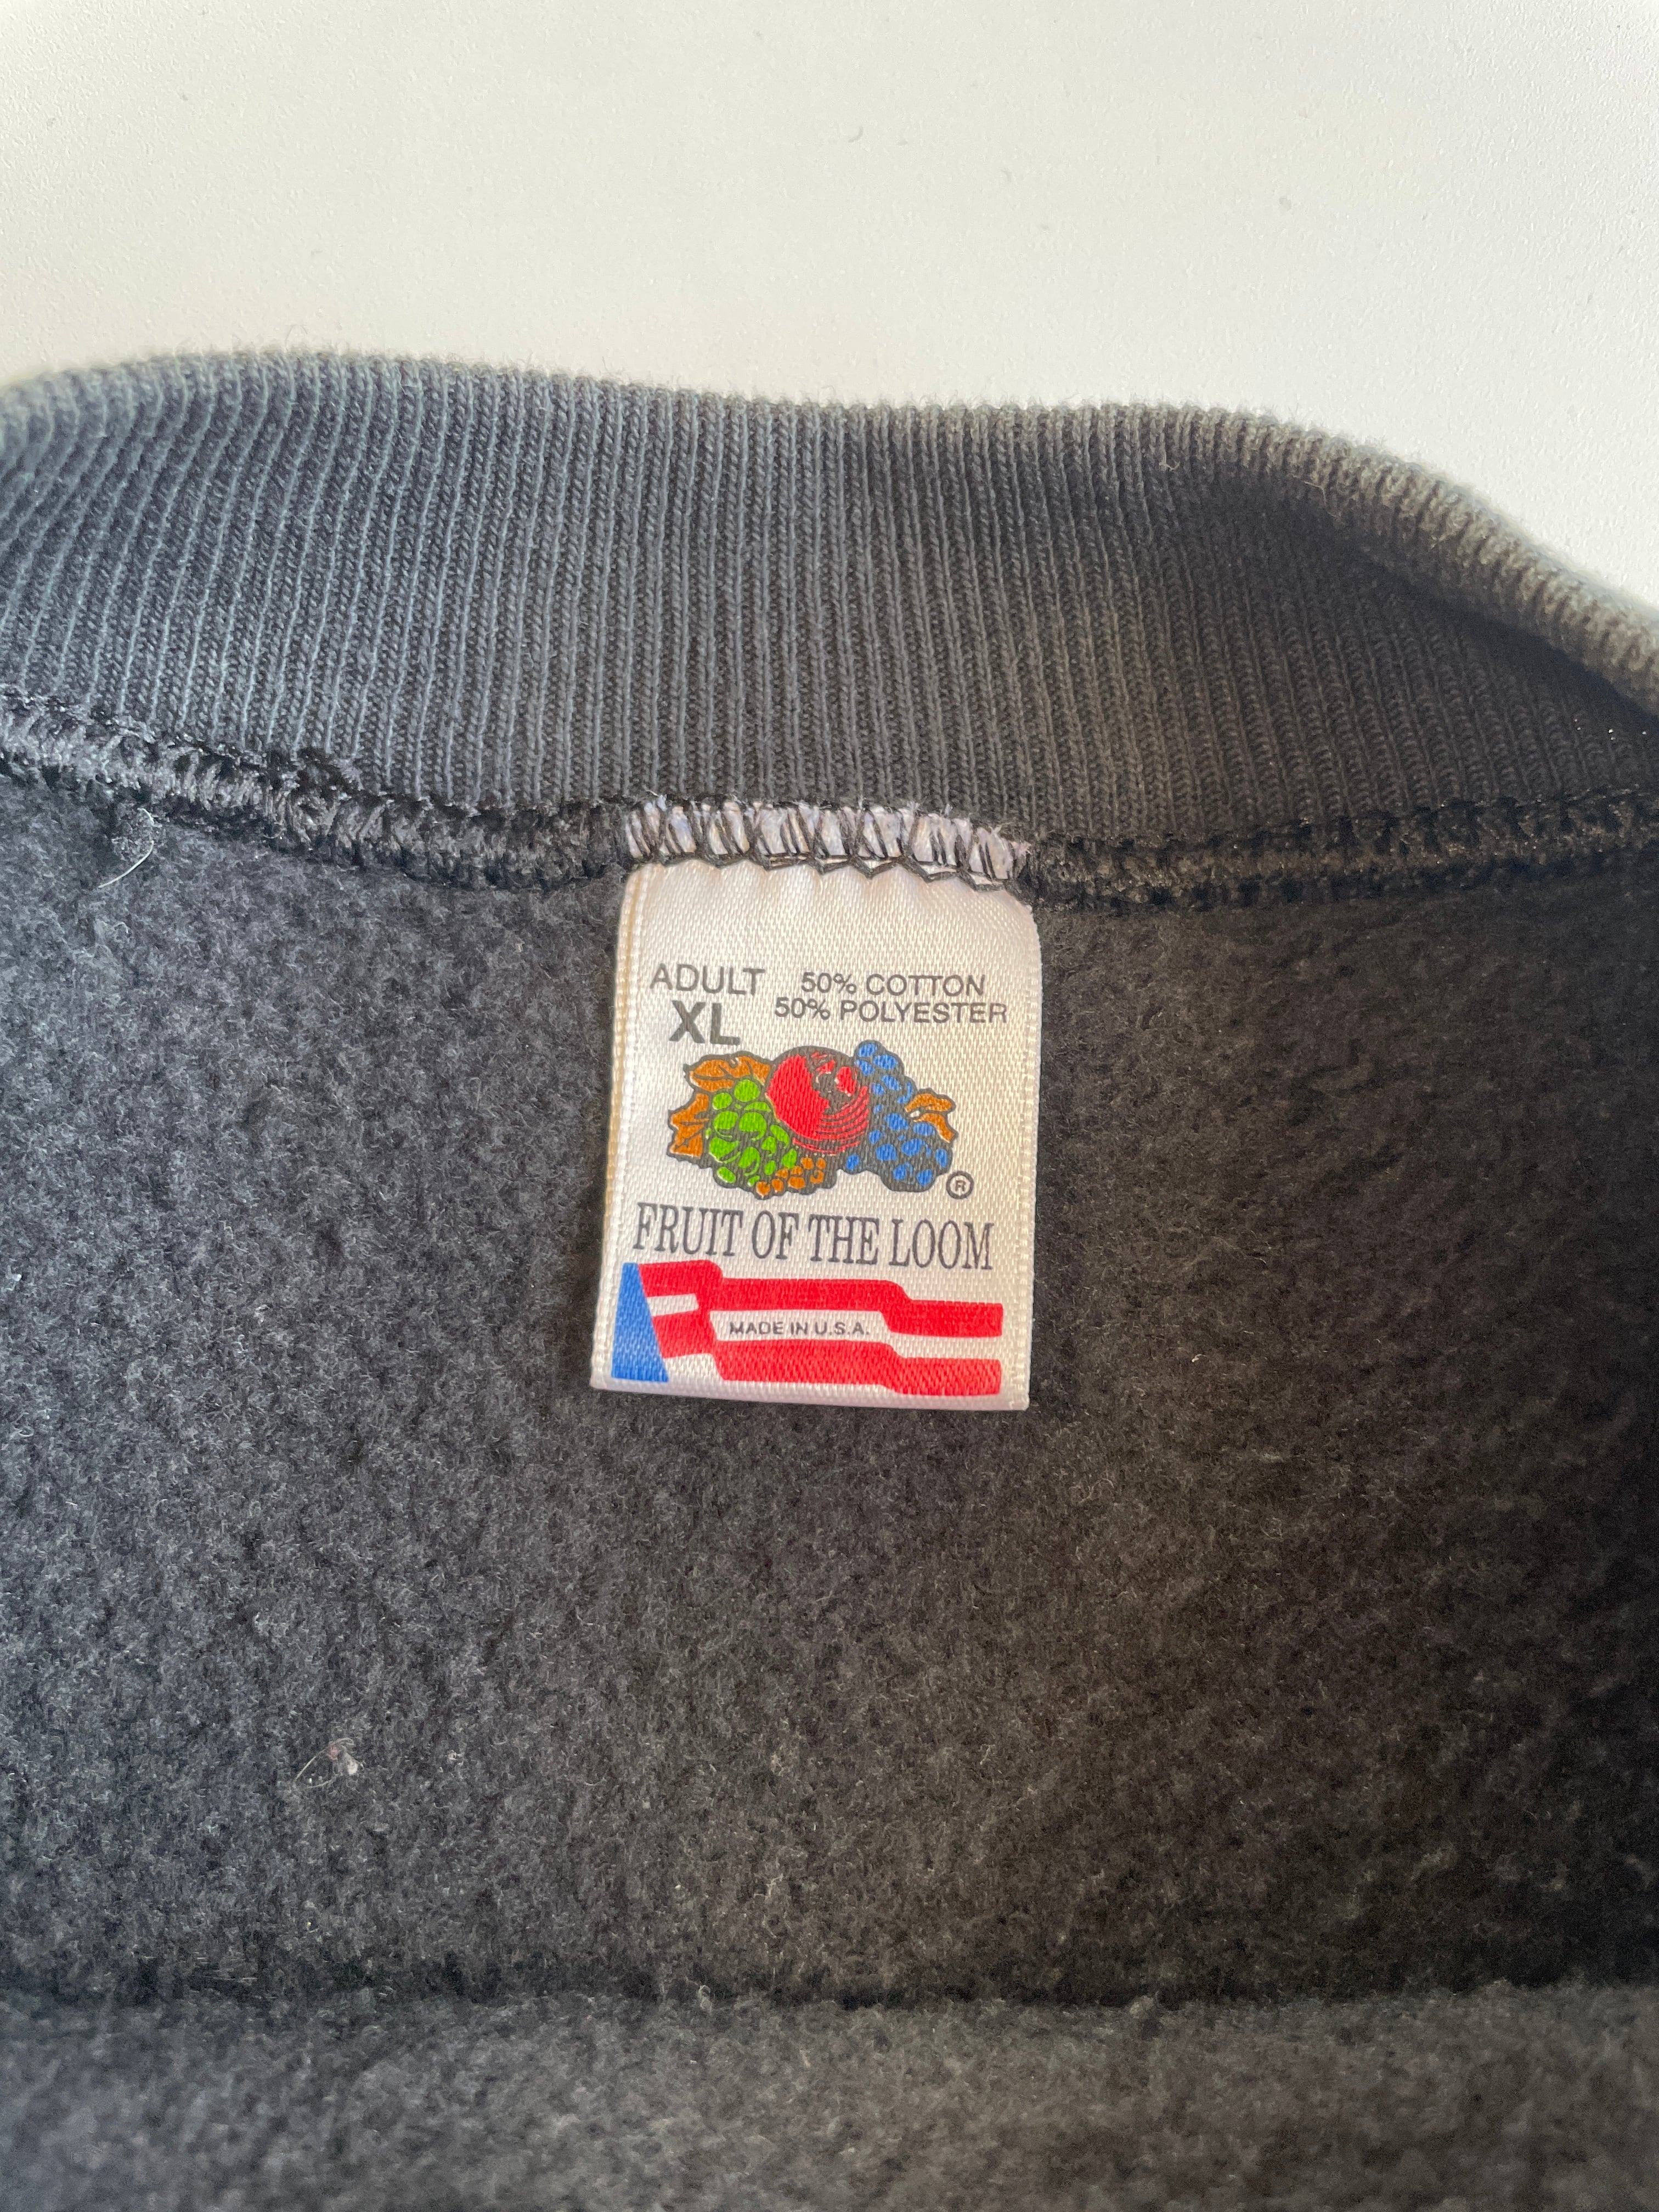 ADULT 50% COTTON
XL 50% POLYESTER
®
FRUIT OF THE LOOM
MADE IN U.S.A.